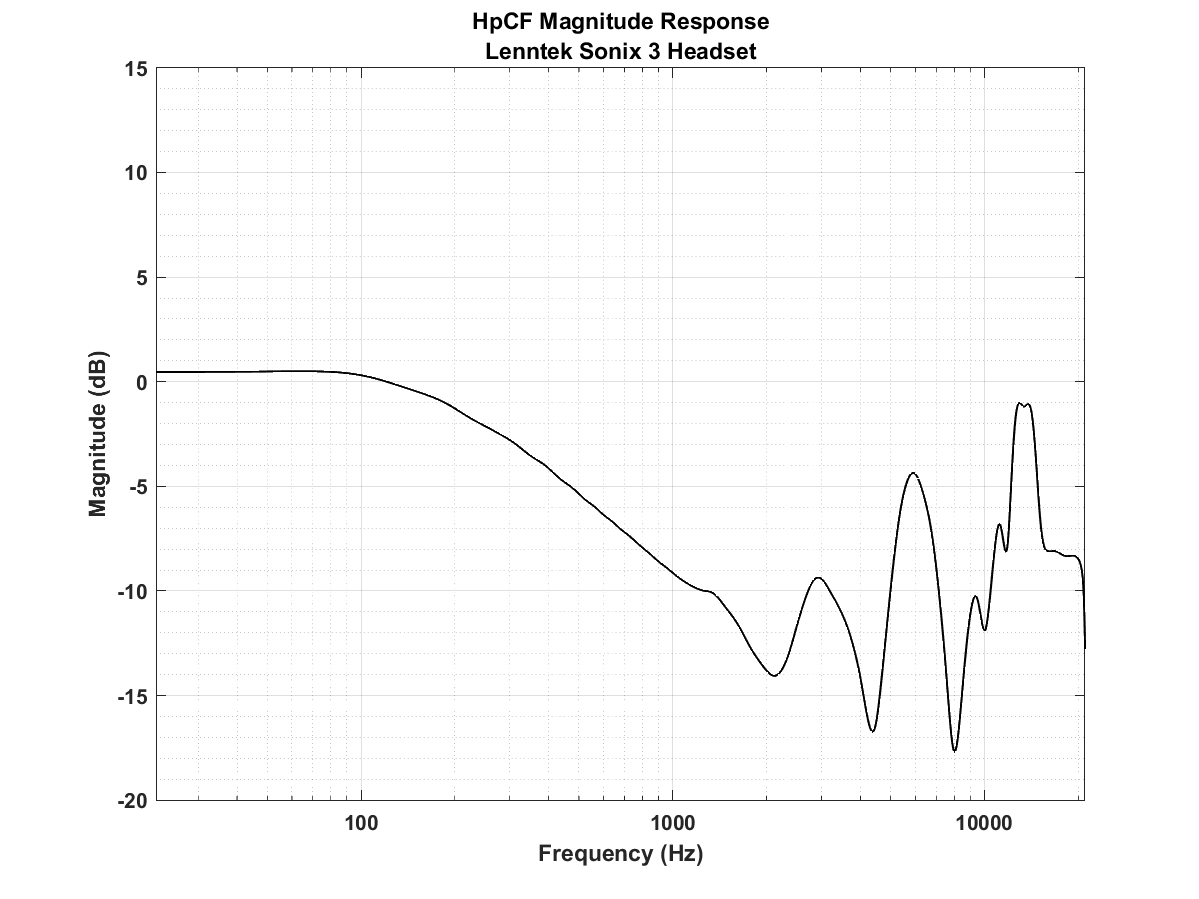 HpCF Magnitude Response
Lenntek Sonix 3 Headset
15
10
5
0
-5
-10
-15
-20
Magnitude (dB)
100 1000 10000
Frequency (Hz)